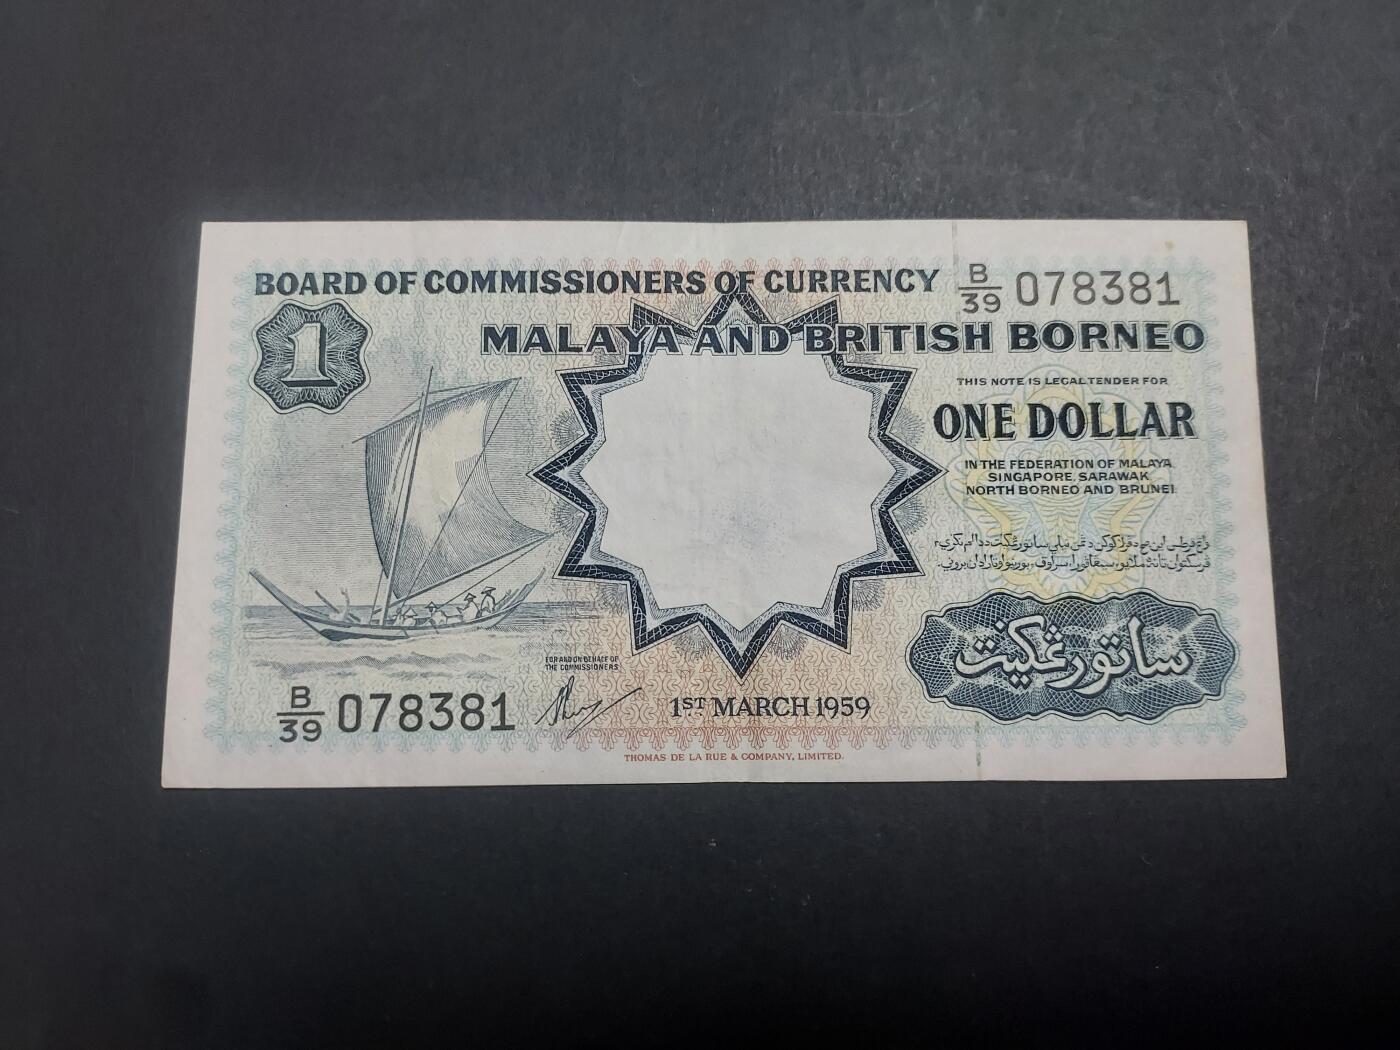 BOARD OF COMMISSIONERS OF CURRENCY
B/39 078381
1
MALAYA AND BRITISH BORNEO
THIS NOTE IS LEGAL TENDER FOR
ONE DOLLAR
IN THE FEDERATION OF MALAYA,
SINGAPORE, SARAWAK,
NORTH BORNEO AND BRUNEI.
ساتورڠگيت
FOR AND ON BEHALF OF
THE COMMISSIONERS
B/39 078381
1ST MARCH 1959
THOMAS DE LA RUE & COMPANY, LIMITED.